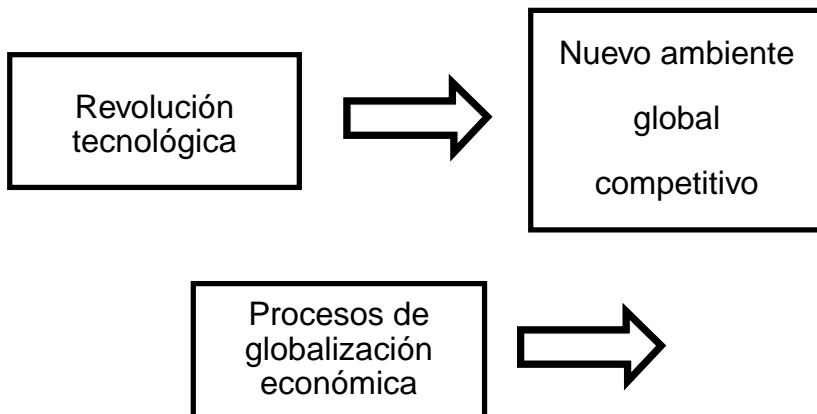 Revolución
tecnológica
Nuevo ambiente
global
competitivo
Procesos de
globalización
económica